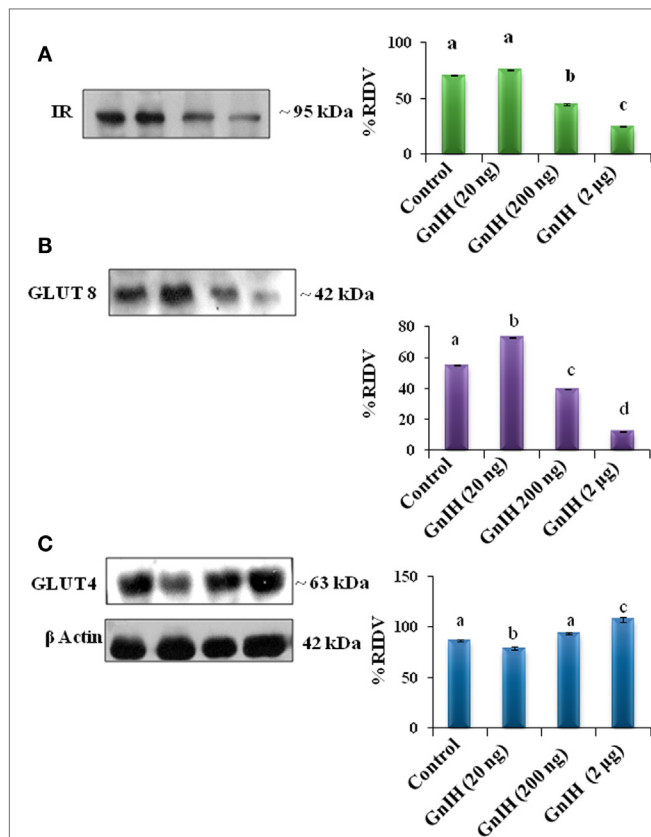 A
IR
~95 kDa
%RIDV
100
50
0
a
a
b
c
Control
GnIH (20 ng)
GnIH (200 ng)
GnIH (2 µg)
B
GLUT 8
~42 kDa
%RIDV
80
60
40
20
0
a
b
c
d
Control
GnIH (20 ng)
GnIH 200 ng)
GnIH (2 µg)
C
GLUT4
~63 kDa
β Actin
42 kDa
%RIDV
150
100
50
0
a
b
a
c
Control
GnIH (20 ng)
GnIH (200 ng)
GnIH (2 µg)